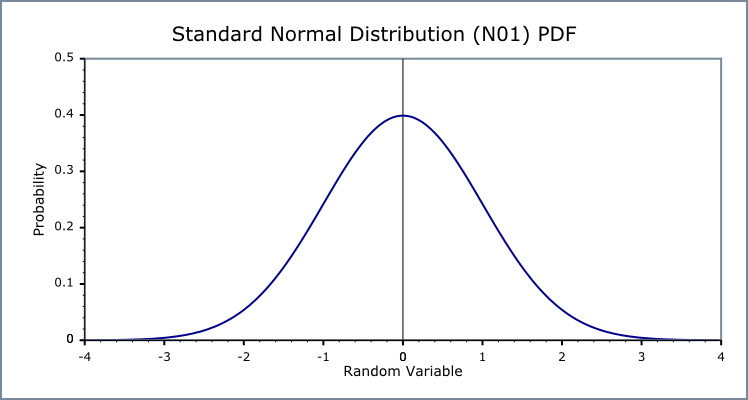 Standard Normal Distribution (N01) PDF
0.5
0.4
0.3
0.2
0.1
0
Probability
-4 -3 -2 -1 0 1 2 3 4
Random Variable